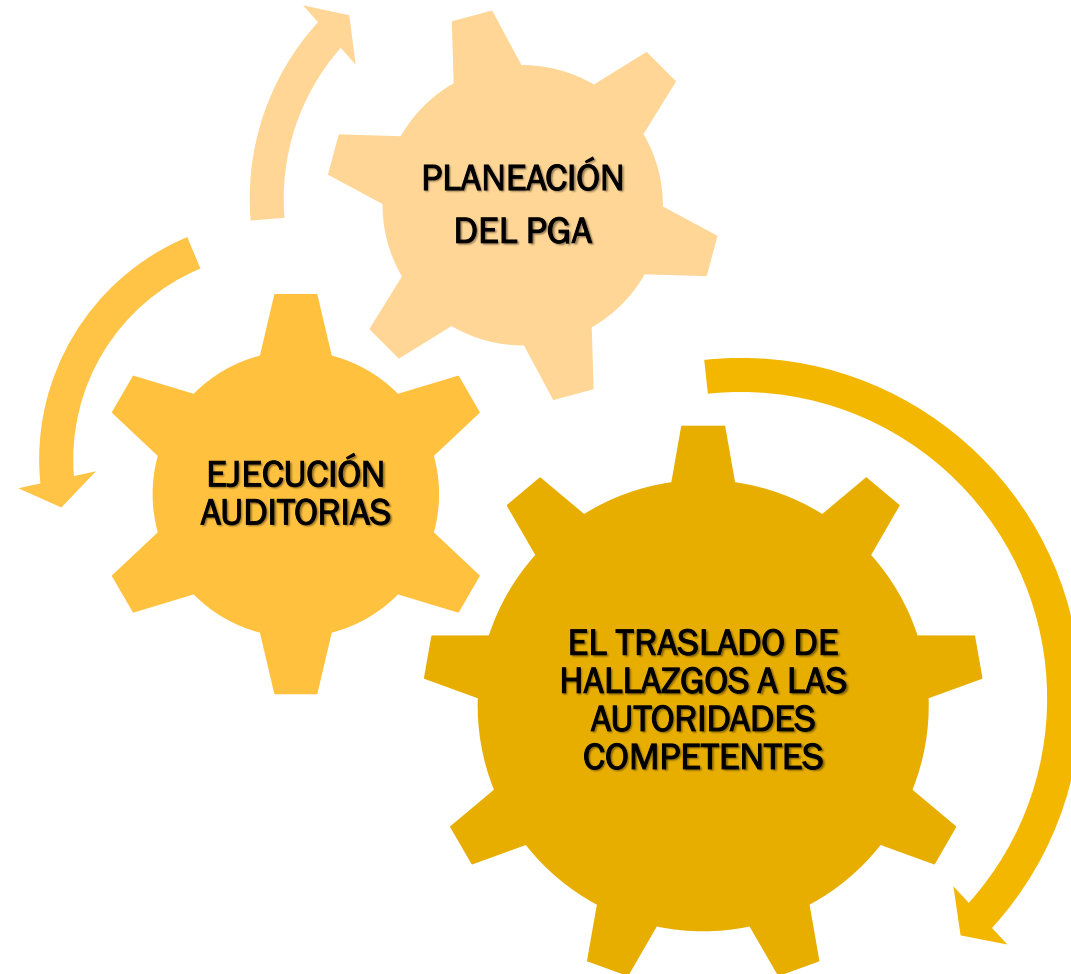 PLANEACIÓN
DEL PGA
EJECUCIÓN
AUDITORIAS
EL TRASLADO DE
HALLAZGOS A LAS
AUTORIDADES
COMPETENTES